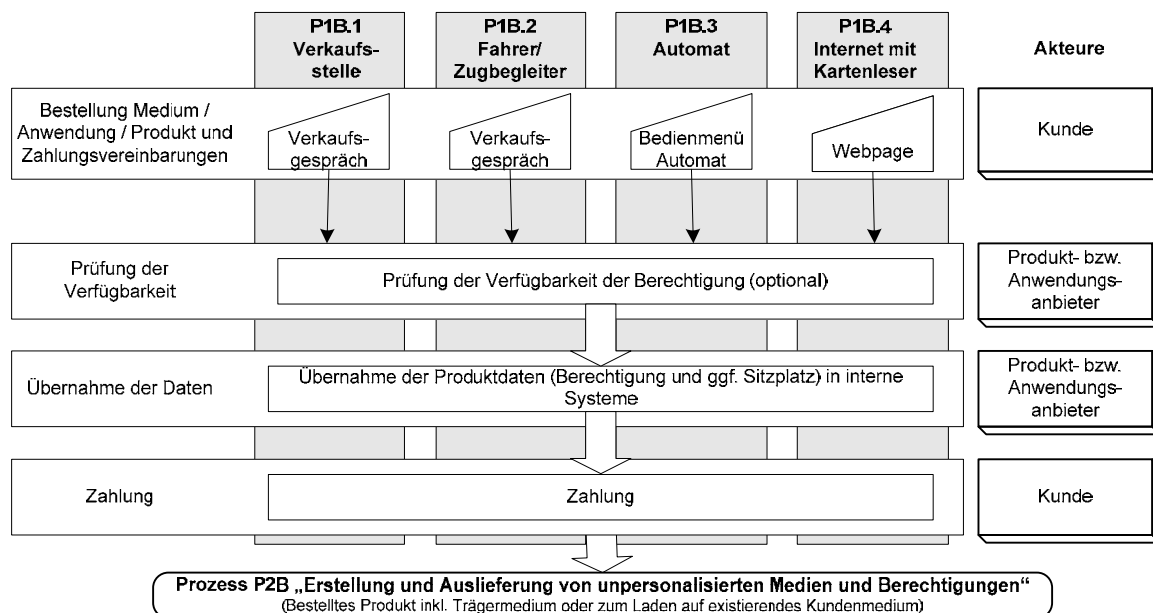 P1B.1
Verkaufs-
stelle
P1B.2
Fahrer/
Zugbegleiter
P1B.3
Automat
P1B.4
Internet mit
Kartenleser
Akteure
Bestellung Medium /
Anwendung / Produkt und
Zahlungsvereinbarungen
Verkaufs-
gespräch
Verkaufs-
gespräch
Bedienmenü
Automat
Webpage
Kunde
Prüfung der
Verfügbarkeit
Prüfung der Verfügbarkeit der Berechtigung (optional)
Produkt- bzw.
Anwendungs-
anbieter
Übernahme der Daten
Übernahme der Produktdaten (Berechtigung und ggf. Sitzplatz) in interne
Systeme
Produkt- bzw.
Anwendungs-
anbieter
Zahlung
Zahlung
Kunde
Prozess P2B „Erstellung und Auslieferung von unpersonalisierten Medien und Berechtigungen“
(Bestelltes Produkt inkl. Trägermedium oder zum Laden auf existierendes Kundenmedium)